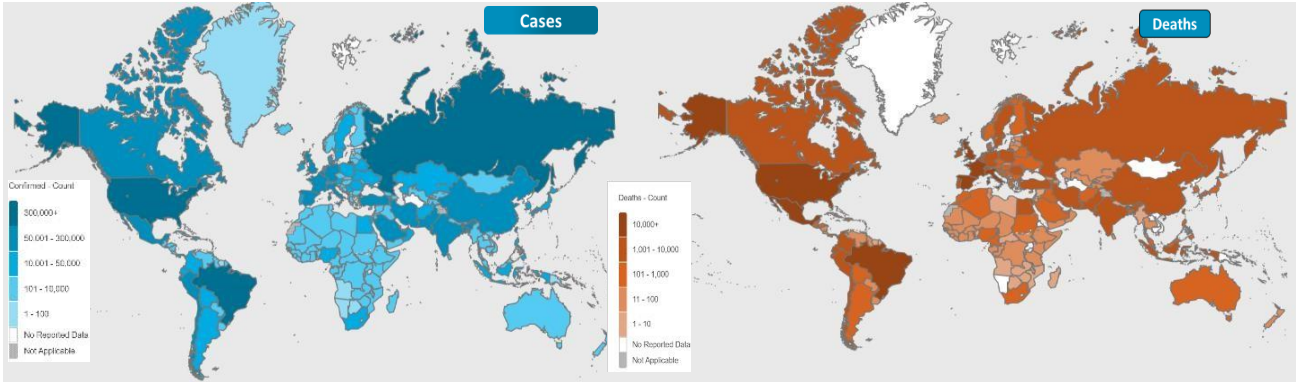 Cases
Confirmed - Count
300,000+
50.001 - 300,000
10.001 - 50,000
101 - 10,000
1 - 100
No Reported Data
Not Applicable
Deaths
Deaths - Count
10,000+
1,001 - 10,000
101 - 1,000
11 - 100
1 - 10
No Reported Data
Not Applicable